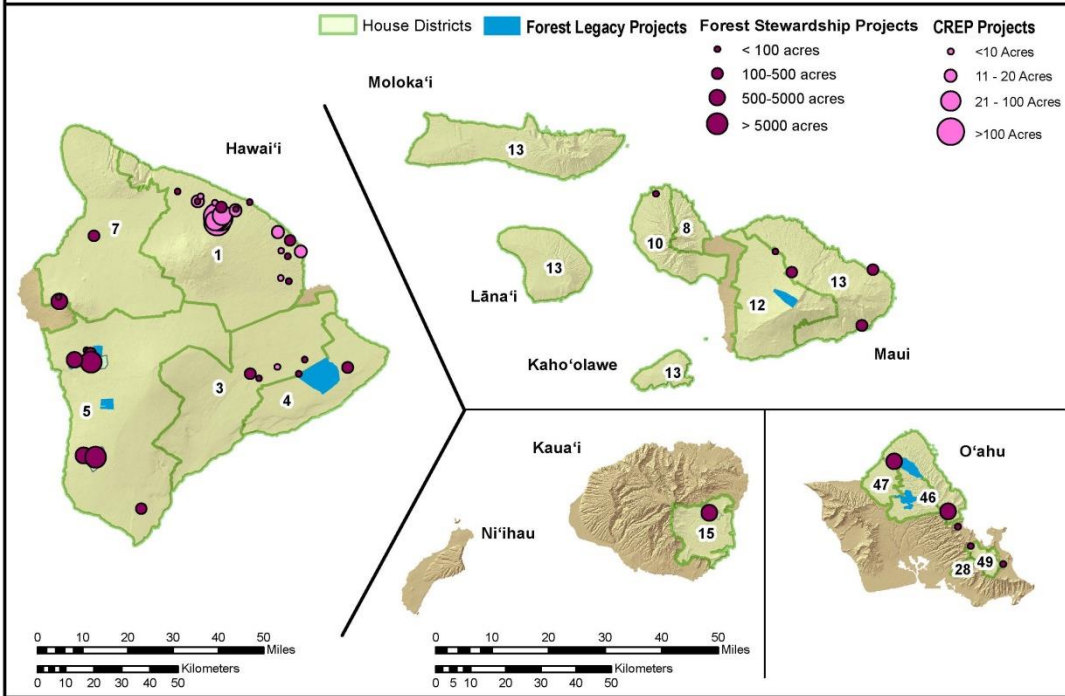 House Districts
Forest Legacy Projects
Forest Stewardship Projects
< 100 acres
100-500 acres
500-5000 acres
> 5000 acres
CREP Projects
<10 Acres
11 - 20 Acres
21 - 100 Acres
>100 Acres
Moloka‘i
13
Hawai‘i
7
1
3
4
5
10
8
13
12
Lāna‘i
13
Kaho‘olawe
13
Maui
Kaua‘i
15
Ni‘ihau
O‘ahu
47
46
28
49
0 10 20 30 40 50
Miles
Kilometers
0 10 20 30 40 50
0 10 20 30 40 50
Miles
Kilometers
0 5 10 20 30 40 50